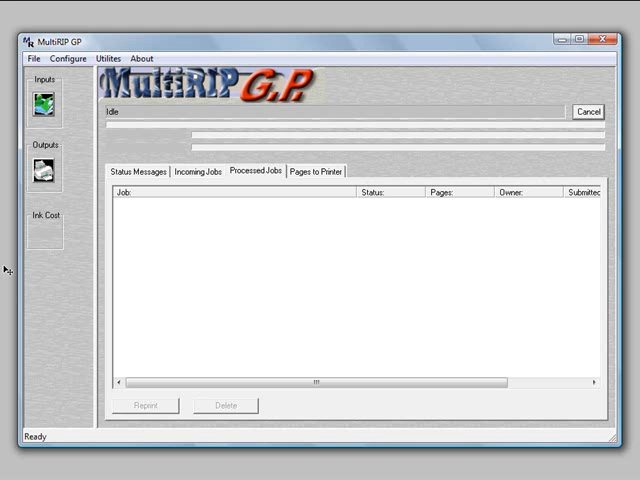 MultiRIP GP
File Configure Utilites About
Inputs
MultiRIP G.P.
Idle
Cancel
Outputs
Status Messages Incoming Jobs Processed Jobs Pages to Printer
Job: Status: Pages: Owner: Submitted
Ink Cost
Reprint Delete
Ready